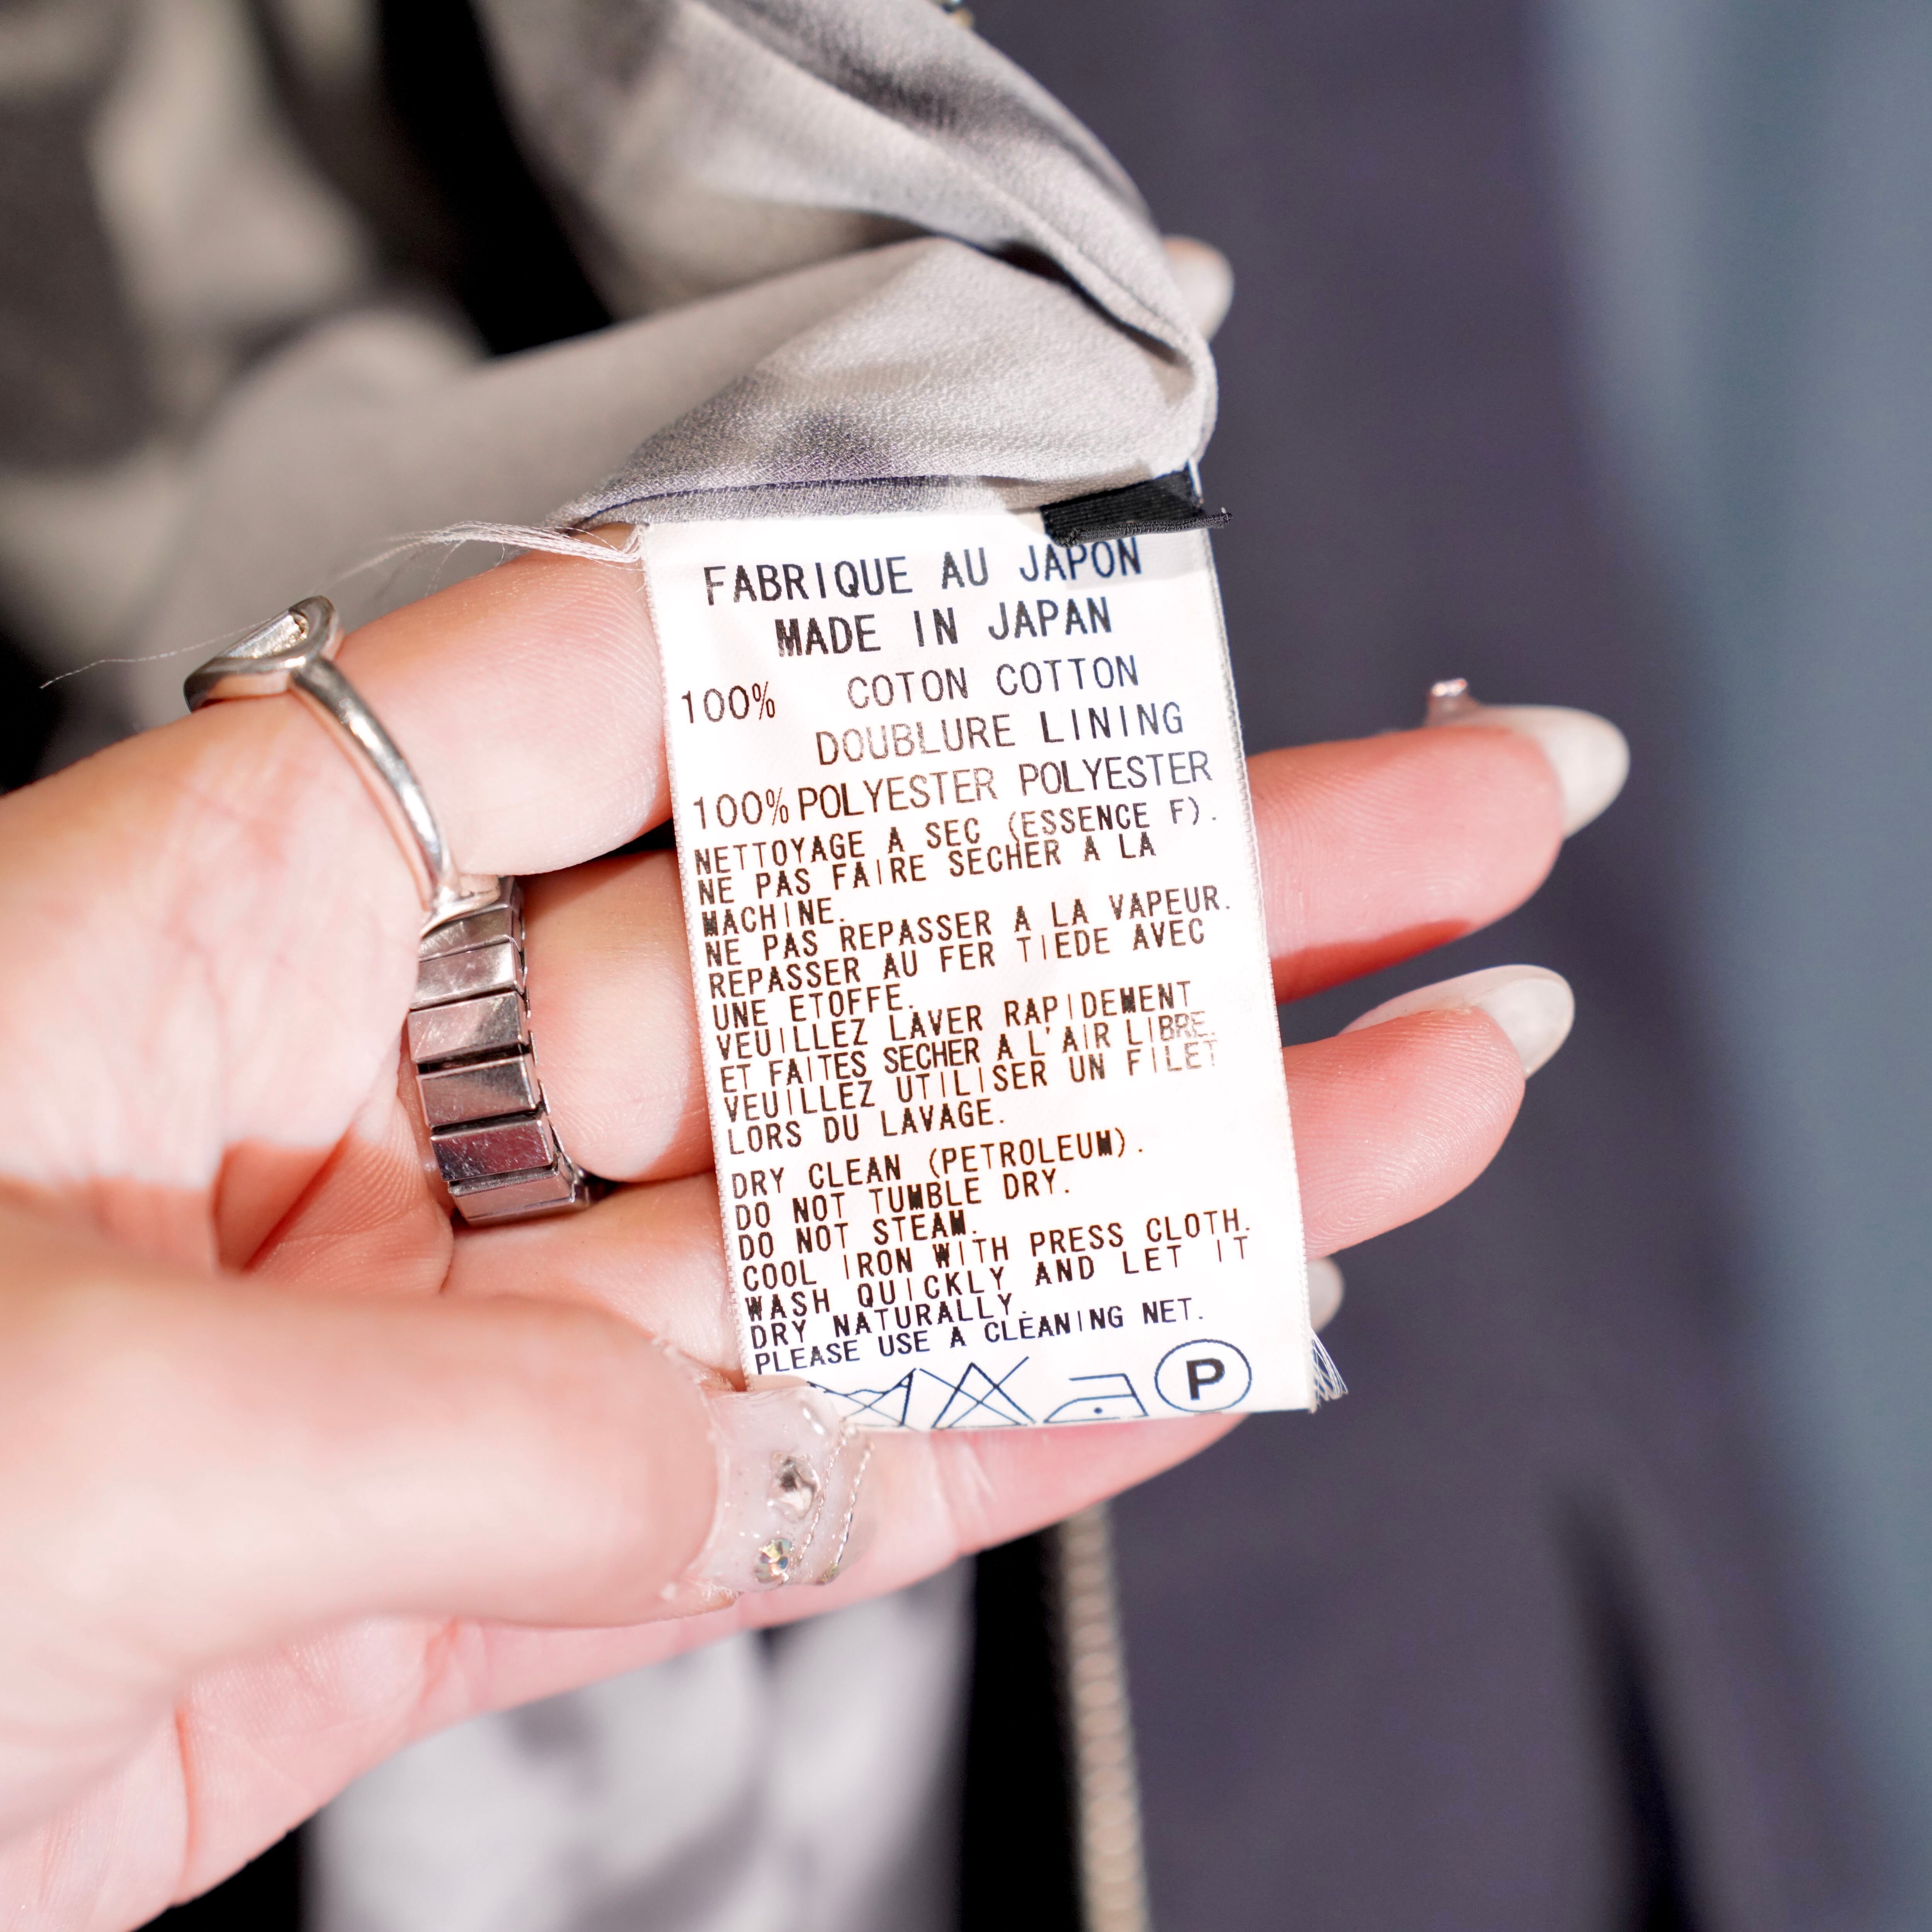 FABRIQUE AU JAPON
MADE IN JAPAN
100% COTON COTTON
DOUBLURE LINING
100% POLYESTER POLYESTER
NETTOYAGE A SEC (ESSENCE F).
NE PAS FAIRE SECHER A LA
MACHINE.
NE PAS REPASSER A LA VAPEUR.
REPASSER AU FER TIEDE AVEC
UNE ETOFFE.
VEUILLEZ LAVER RAPIDEMENT
ET FAITES SECHER A L'AIR LIBRE.
VEUILLEZ UTILISER UN FILET
LORS DU LAVAGE.
DRY CLEAN (PETROLEUM).
DO NOT TUMBLE DRY.
DO NOT STEAM.
COOL IRON WITH PRESS CLOTH.
WASH QUICKLY AND LET IT
DRY NATURALLY.
PLEASE USE A CLEANING NET.
P